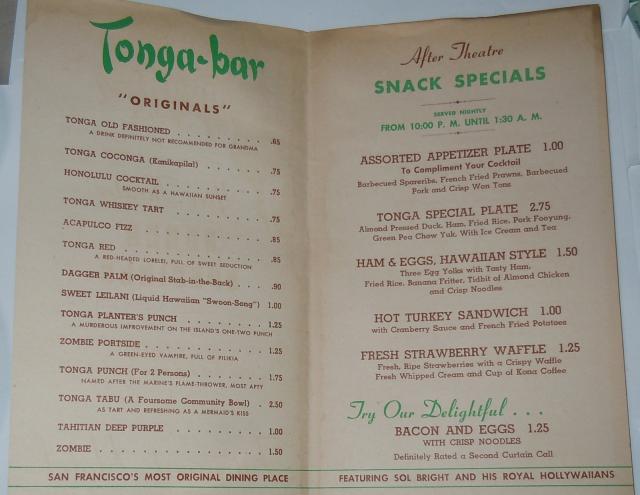 Tonga-bar
"ORIGINALS"
TONGA OLD FASHIONED . . . . . . . . . .65
A DRINK DEFINITELY NOT RECOMMENDED FOR GRANDMA
TONGA COCONGA (Kanikapila!) . . . . . . . .75
HONOLULU COCKTAIL . . . . . . . . . . .75
SMOOTH AS A HAWAIIAN SUNSET
TONGA WHISKEY TART . . . . . . . . . . .75
ACAPULCO FIZZ . . . . . . . . . . . . .85
TONGA RED . . . . . . . . . . . . . .85
A RED-HEADED LORELEI, FULL OF SWEET SEDUCTION
DAGGER PALM (Original Stab-in-the-Back) . . . .90
SWEET LEILANI (Liquid Hawaiian "Swoon-Song") 1.00
TONGA PLANTER'S PUNCH . . . . . . . . . 1.25
A MURDEROUS IMPROVEMENT ON THE ISLAND'S ONE-TWO PUNCH
ZOMBIE PORTSIDE . . . . . . . . . . . 1.25
A GREEN-EYED VAMPIRE, FULL OF PILIKIA
TONGA PUNCH (For 2 Persons) . . . . . . . 1.75
NAMED AFTER THE MARINE'S FLAME-THROWER, MOST APTY
TONGA TABU (A Foursome Community Bowl) . 2.50
AS TART AND REFRESHING AS A MERMAID'S KISS
TAHITIAN DEEP PURPLE . . . . . . . . . 1.00
ZOMBIE . . . . . . . . . . . . . . . 1.50
SAN FRANCISCO'S MOST ORIGINAL DINING PLACE
After Theatre
SNACK SPECIALS
SERVED NIGHTLY
FROM 10:00 P. M. UNTIL 1:30 A. M.
ASSORTED APPETIZER PLATE 1.00
To Compliment Your Cocktail
Barbecued Spareribs, French Fried Prawns, Barbecued
Pork and Crisp Won Tons
TONGA SPECIAL PLATE 2.75
Almond Pressed Duck, Ham, Fried Rice, Pork Fooyung,
Green Pea Chow Yuk, With Ice Cream and Tea
HAM & EGGS, HAWAIIAN STYLE 1.50
Three Egg Yolks with Tasty Ham,
Fried Rice, Banana Fritter, Tidbit of Almond Chicken
and Crisp Noodles
HOT TURKEY SANDWICH 1.00
with Cranberry Sauce and French Fried Potatoes
FRESH STRAWBERRY WAFFLE 1.25
Fresh, Ripe Strawberries with a Crispy Waffle
Fresh Whipped Cream and Cup of Kona Coffee
Try Our Delightful . . .
BACON AND EGGS 1.25
WITH CRISP NOODLES
Definitely Rated a Second Curtain Call
FEATURING SOL BRIGHT AND HIS ROYAL HOLLYWAIIANS